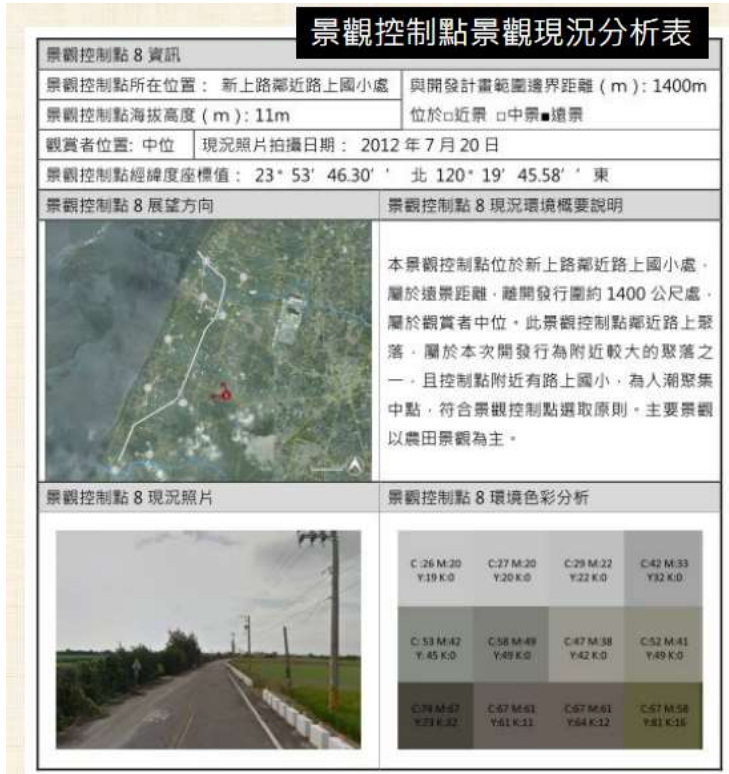 景觀控制點景觀現況分析表
景觀控制點 8 資訊
景觀控制點所在位置： 新上路鄰近路上國小處
與開發計畫範圍邊界距離 ( m ) : 1400m
景觀控制點海拔高度 ( m ) : 11m
位於□近景 □中景■遠景
觀賞者位置: 中位
現況照片拍攝日期： 2012 年 7 月 20 日
景觀控制點經緯度座標值： 23° 53′ 46.30′ ′ 北 120° 19′ 45.58′ ′ 東
景觀控制點 8 展望方向
景觀控制點 8 現況環境概要說明
本景觀控制點位於新上路鄰近路上國小處，
屬於遠景距離，離開發行圍約 1400 公尺處，
屬於觀賞者中位。此景觀控制點鄰近路上聚
落，屬於本次開發行為附近較大的聚落之
一，且控制點附近有路上國小，為人潮聚集
中點，符合景觀控制點選取原則。主要景觀
以農田景觀為主。
景觀控制點 8 現況照片
景觀控制點 8 環境色彩分析
C :26 M:20
Y:19 K:0
C:27 M:20
Y:20 K:0
C:29 M:22
Y:22 K:0
C:42 M:33
Y32 K:0
C: 53 M:42
Y: 45 K:0
C:58 M:49
Y:49 K:0
C:47 M:38
Y:42 K:0
C:52 M:41
Y:49 K:0
C:74 M:67
Y:73 K:32
C:67 M:61
Y:61 K:11
C:67 M:61
Y:64 K:12
C:67 M:58
Y:81 K:16